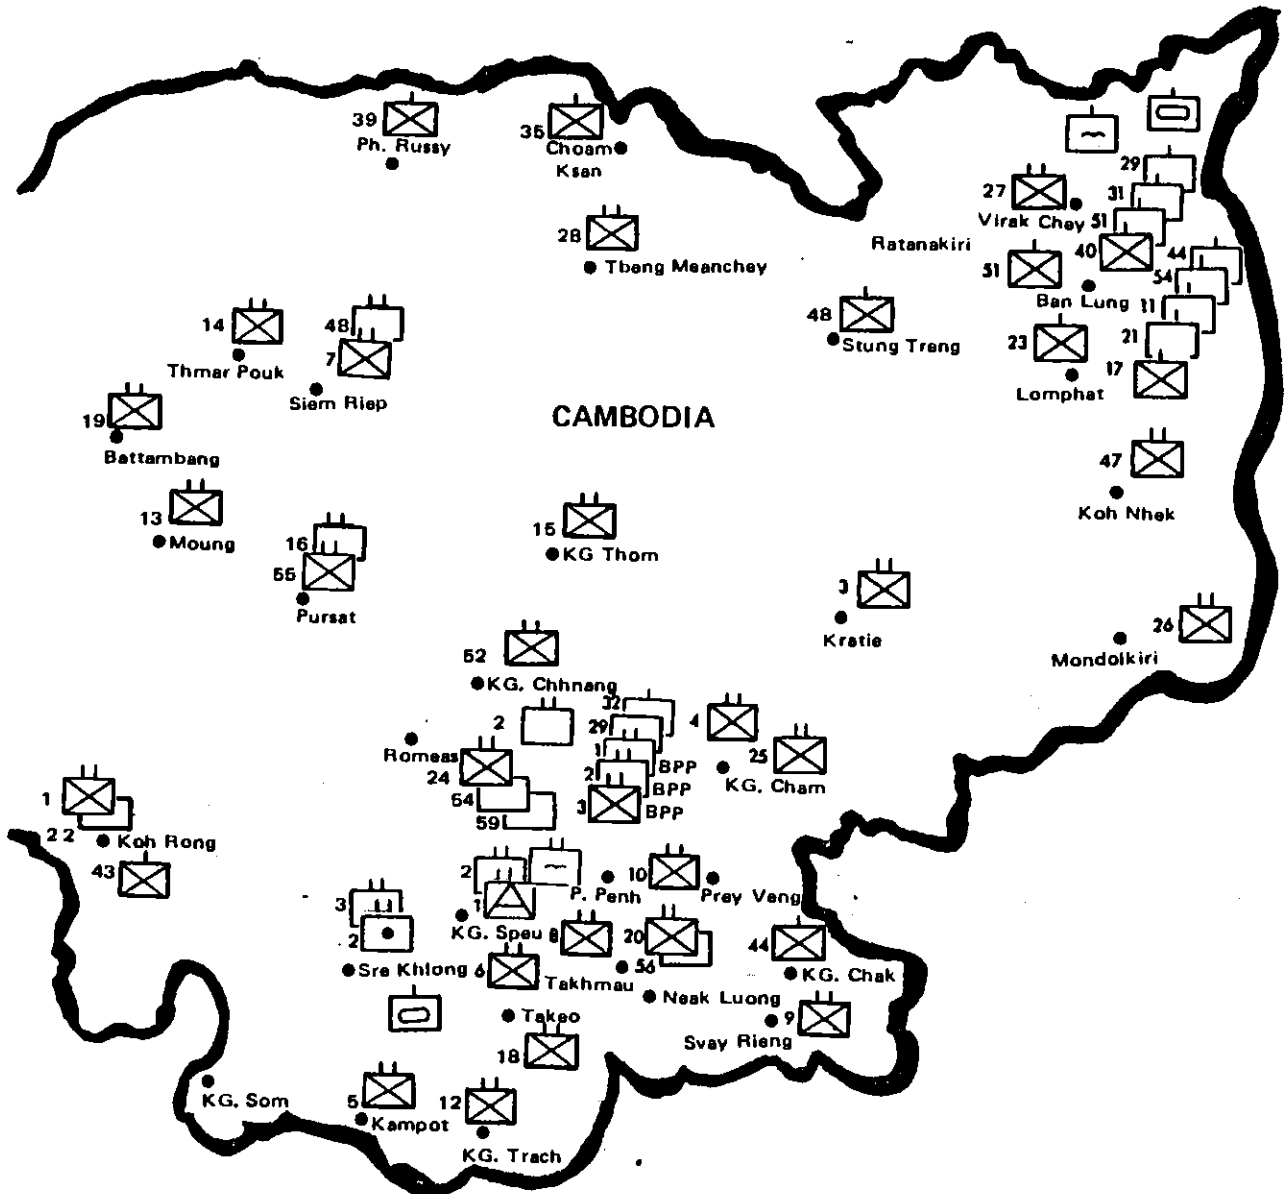 39
Ph. Russy
35
Choam
Ksan
29
27
31
Virak Chey
51
28
Ratanakiri
40
44
Tbeng Meanchey
51
54
Ban Lung
11
14
48
48
21
7
Stung Treng
23
Thmar Pouk
17
Siem Riep
Lomphat
19
CAMBODIA
Battambang
47
13
15
Koh Nhek
Moung
16
KG Thom
55
3
Pursat
Kratie
26
Mondolkiri
52
KG. Chhnang
32
2
29
4
Romeas
1
25
24
2
BPP
KG. Cham
54
BPP
1
3
BPP
59
22
Koh Rong
43
2
10
P. Penh
Prey Veng
3
1
KG. Speu
8
20
44
2
Sre Khlong
6
56
KG. Chak
Takhmau
Neak Luong
Takeo
9
18
Svay Rieng
KG. Som
5
12
Kampot
KG. Trach